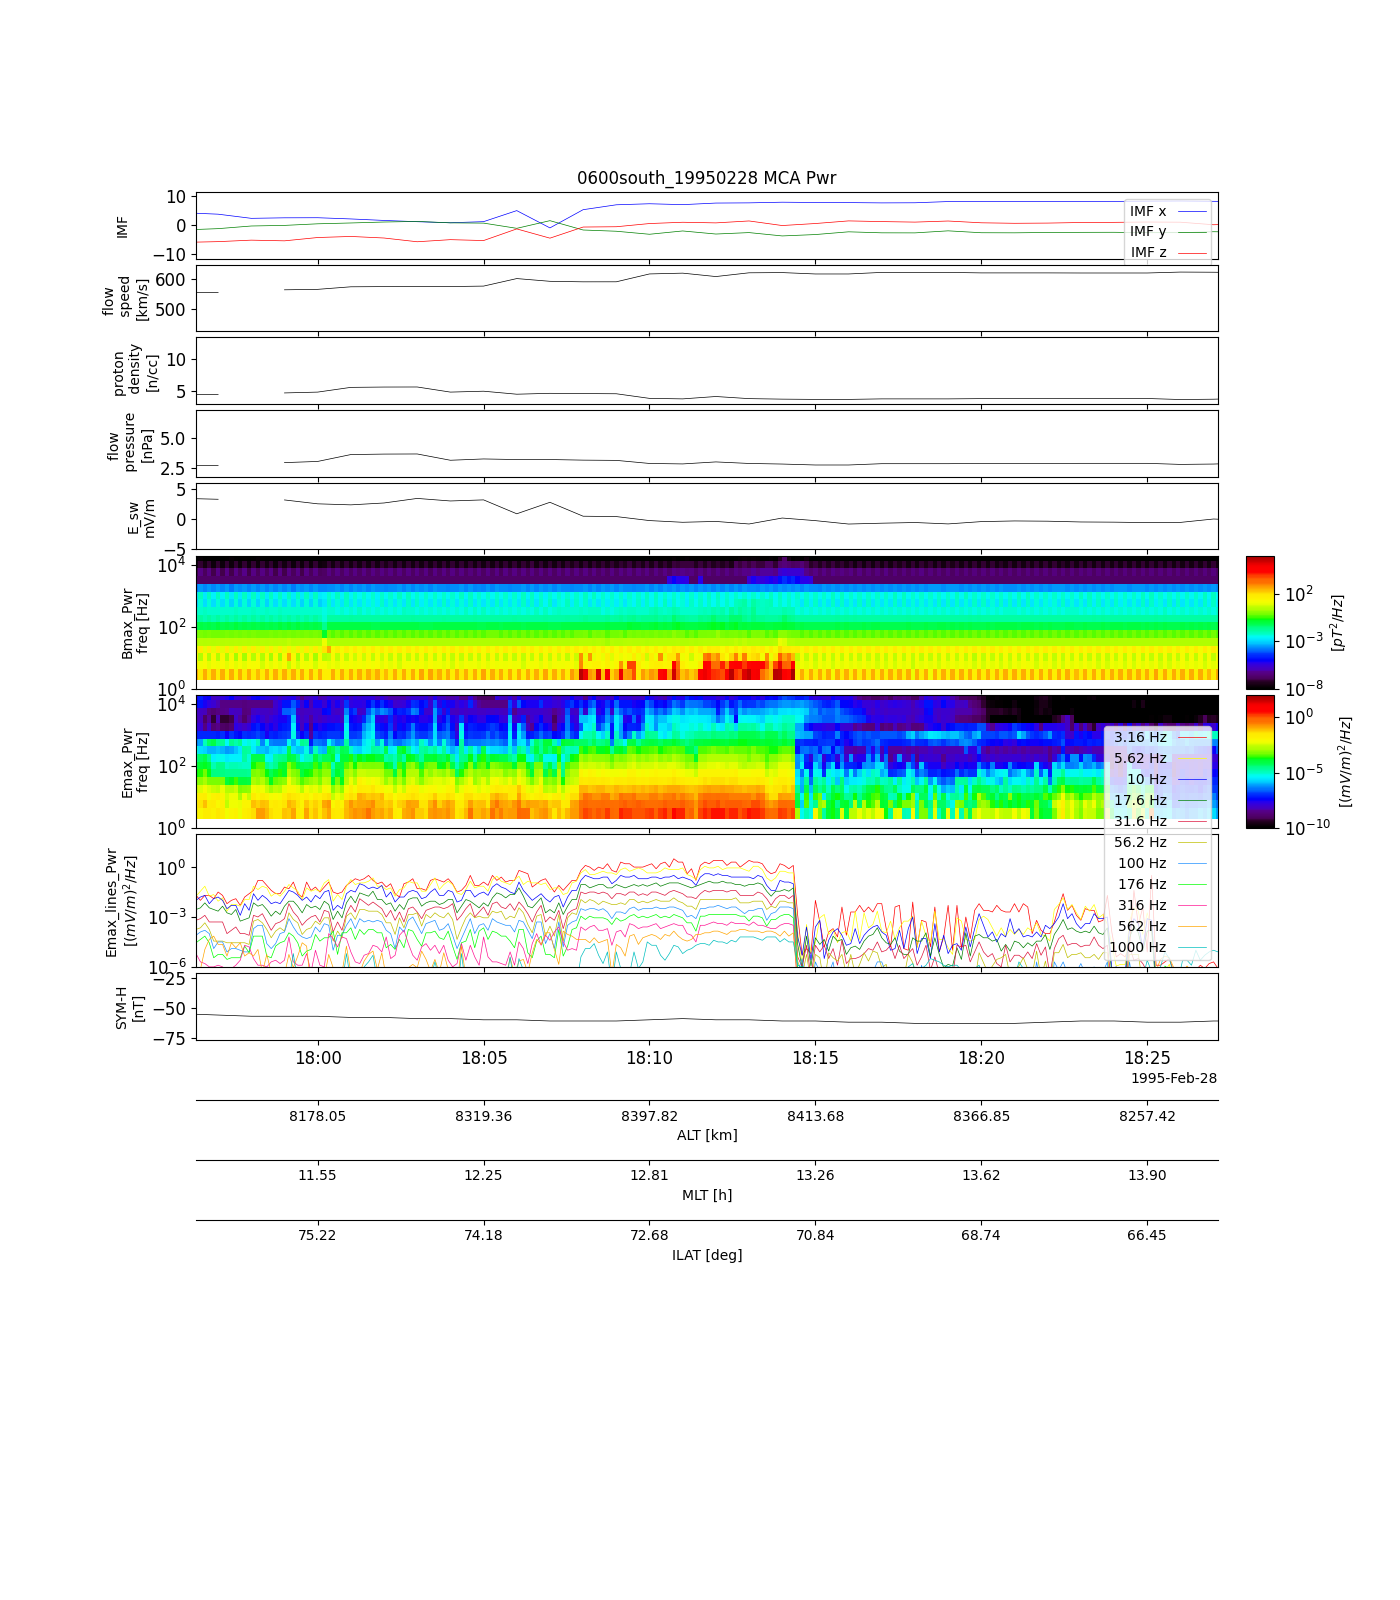 0600south_19950228 MCA Pwr
10
0
−10
IMF
IMF x
IMF y
IMF z
600
500
flow
speed
[km/s]
10
5
proton
density
[n/cc]
5.0
2.5
flow
pressure
[nPa]
5
0
−5
E_sw
mV/m
10^4
10^2
10^0
Bmax_Pwr
freq [Hz]
10^2
10^−3
10^−8
[pT^2/Hz]
10^4
10^2
10^0
Emax_Pwr
freq [Hz]
10^0
10^−5
10^−10
[(mV/m)^2/Hz]
3.16 Hz
5.62 Hz
10 Hz
17.6 Hz
31.6 Hz
56.2 Hz
100 Hz
176 Hz
316 Hz
562 Hz
1000 Hz
10^0
10^−3
10^−6
Emax_lines_Pwr
[(mV/m)^2/Hz]
−25
−50
−75
SYM-H
[nT]
18:00 18:05 18:10 18:15 18:20 18:25
1995-Feb-28
8178.05 8319.36 8397.82 8413.68 8366.85 8257.42
ALT [km]
11.55 12.25 12.81 13.26 13.62 13.90
MLT [h]
75.22 74.18 72.68 70.84 68.74 66.45
ILAT [deg]